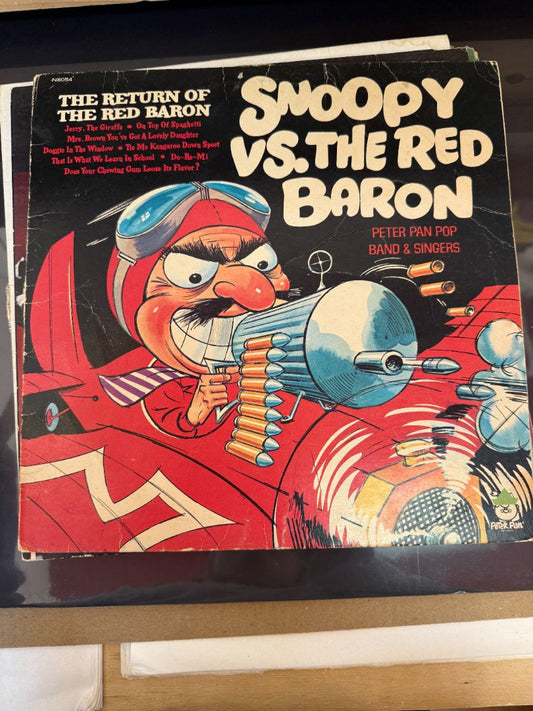 N8084
THE RETURN OF
THE RED BARON
Jerry, The Giraffe * On Top Of Spaghetti
Mrs. Brown You'v Got A Lovely Daughter
Doggie In The Window * Tie Me Kangaroo Down Sport
That Is What We Learn In School * Do-Re-Mi
Does Your Chewing Gum Loose Its Flavor?
SNOOPY
VS. THE RED
BARON
PETER PAN POP
BAND & SINGERS
Peter Pan